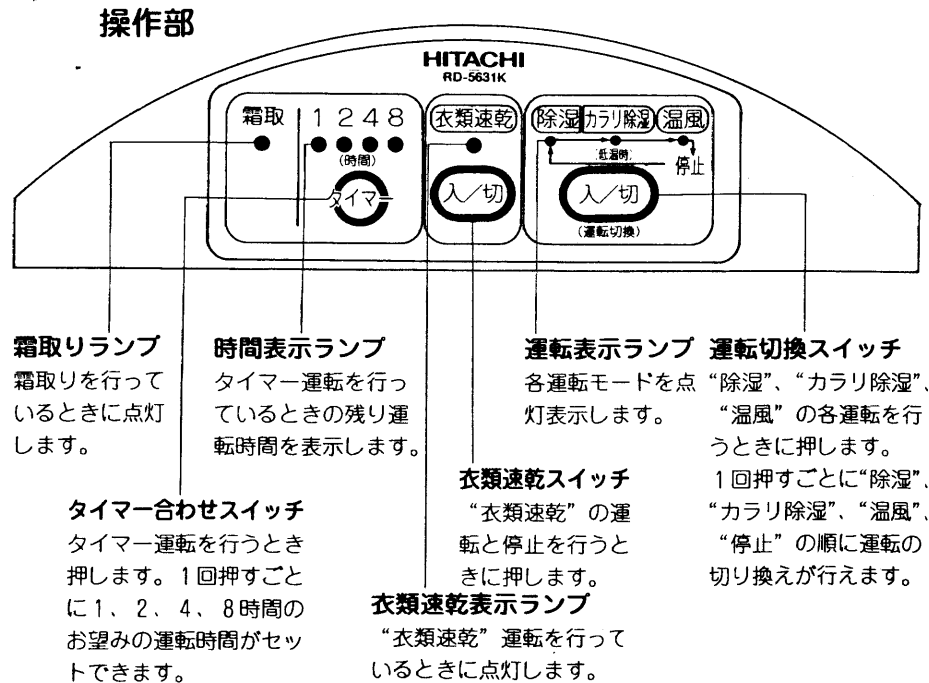 操作部
HITACHI
RD-5631K
霜取
1 2 4 8
(時間)
タイマー
衣類速乾
入/切
除湿 カラリ除湿 温風
(低温時)
停止
入/切
(運転切換)
霜取りランプ
霜取りを行って
いるときに点灯
します。
時間表示ランプ
タイマー運転を行っ
ているときの残り運
転時間を表示します。
運転表示ランプ
各運転モードを点
灯表示します。
運転切換スイッチ
“除湿”、“カラリ除湿”、
“温風”の各運転を行
うときに押します。
1回押すごとに“除湿”、
“カラリ除湿”、“温風”、
“停止”の順に運転の
切り換えが行えます。
タイマー合わせスイッチ
タイマー運転を行うとき
押します。1回押すごと
に1、2、4、8時間の
お望みの運転時間がセッ
トできます。
衣類速乾スイッチ
“衣類速乾”の運
転と停止を行うと
きに押します。
衣類速乾表示ランプ
“衣類速乾”運転を行って
いるときに点灯します。